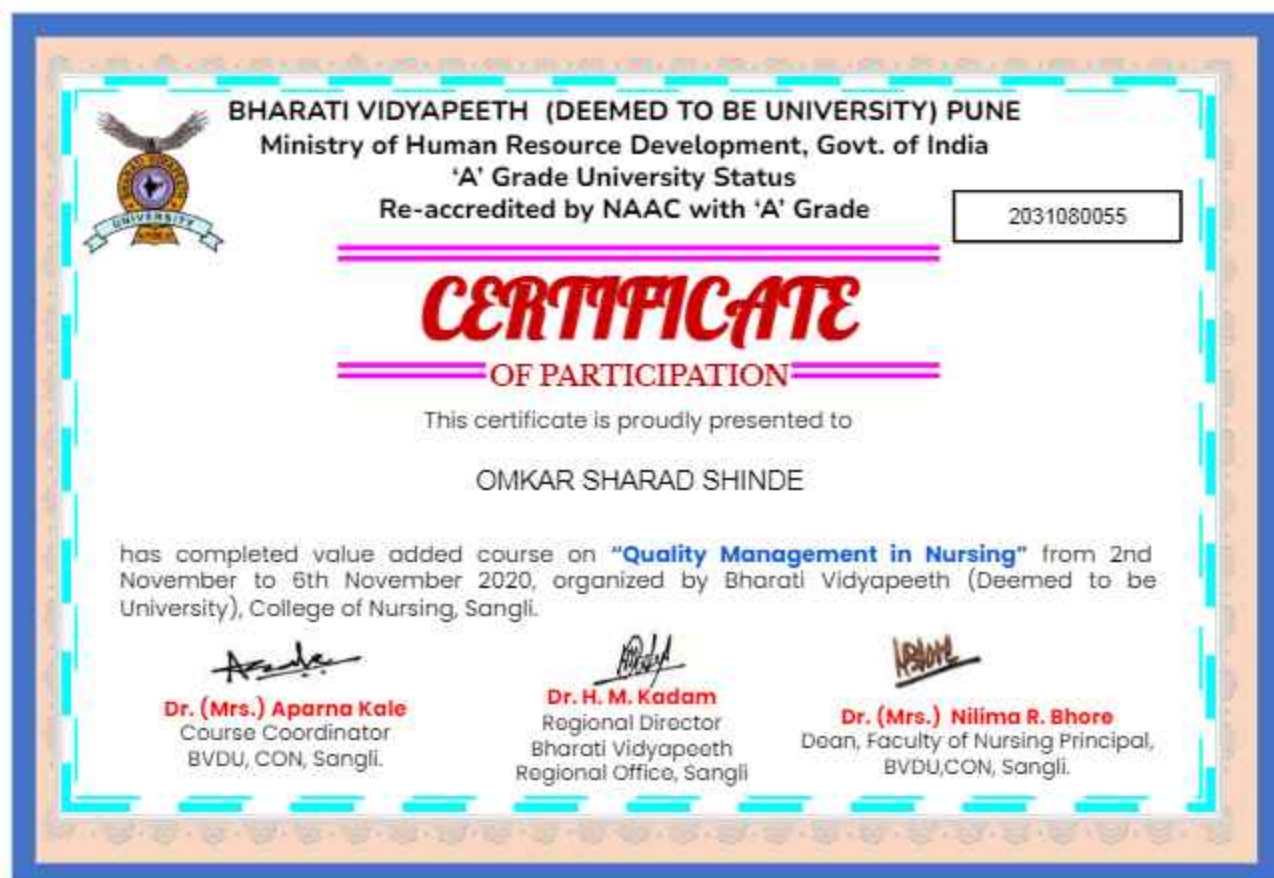 BHARATI VIDYAPEETH (DEEMED TO BE UNIVERSITY) PUNE
Ministry of Human Resource Development, Govt. of India
‘A’ Grade University Status
Re-accredited by NAAC with ‘A’ Grade
2031080055
BHARATI VIDYAPEETH
UNIVERSITY
CERTIFICATE
OF PARTICIPATION
This certificate is proudly presented to
OMKAR SHARAD SHINDE
has completed value added course on “Quality Management in Nursing” from 2nd
November to 6th November 2020, organized by Bharati Vidyapeeth (Deemed to be
University), College of Nursing, Sangli.
Dr. (Mrs.) Aparna Kale
Course Coordinator
BVDU, CON, Sangli.
Dr. H. M. Kadam
Regional Director
Bharati Vidyapeeth
Regional Office, Sangli
Dr. (Mrs.) Nilima R. Bhore
Dean, Faculty of Nursing Principal,
BVDU,CON, Sangli.